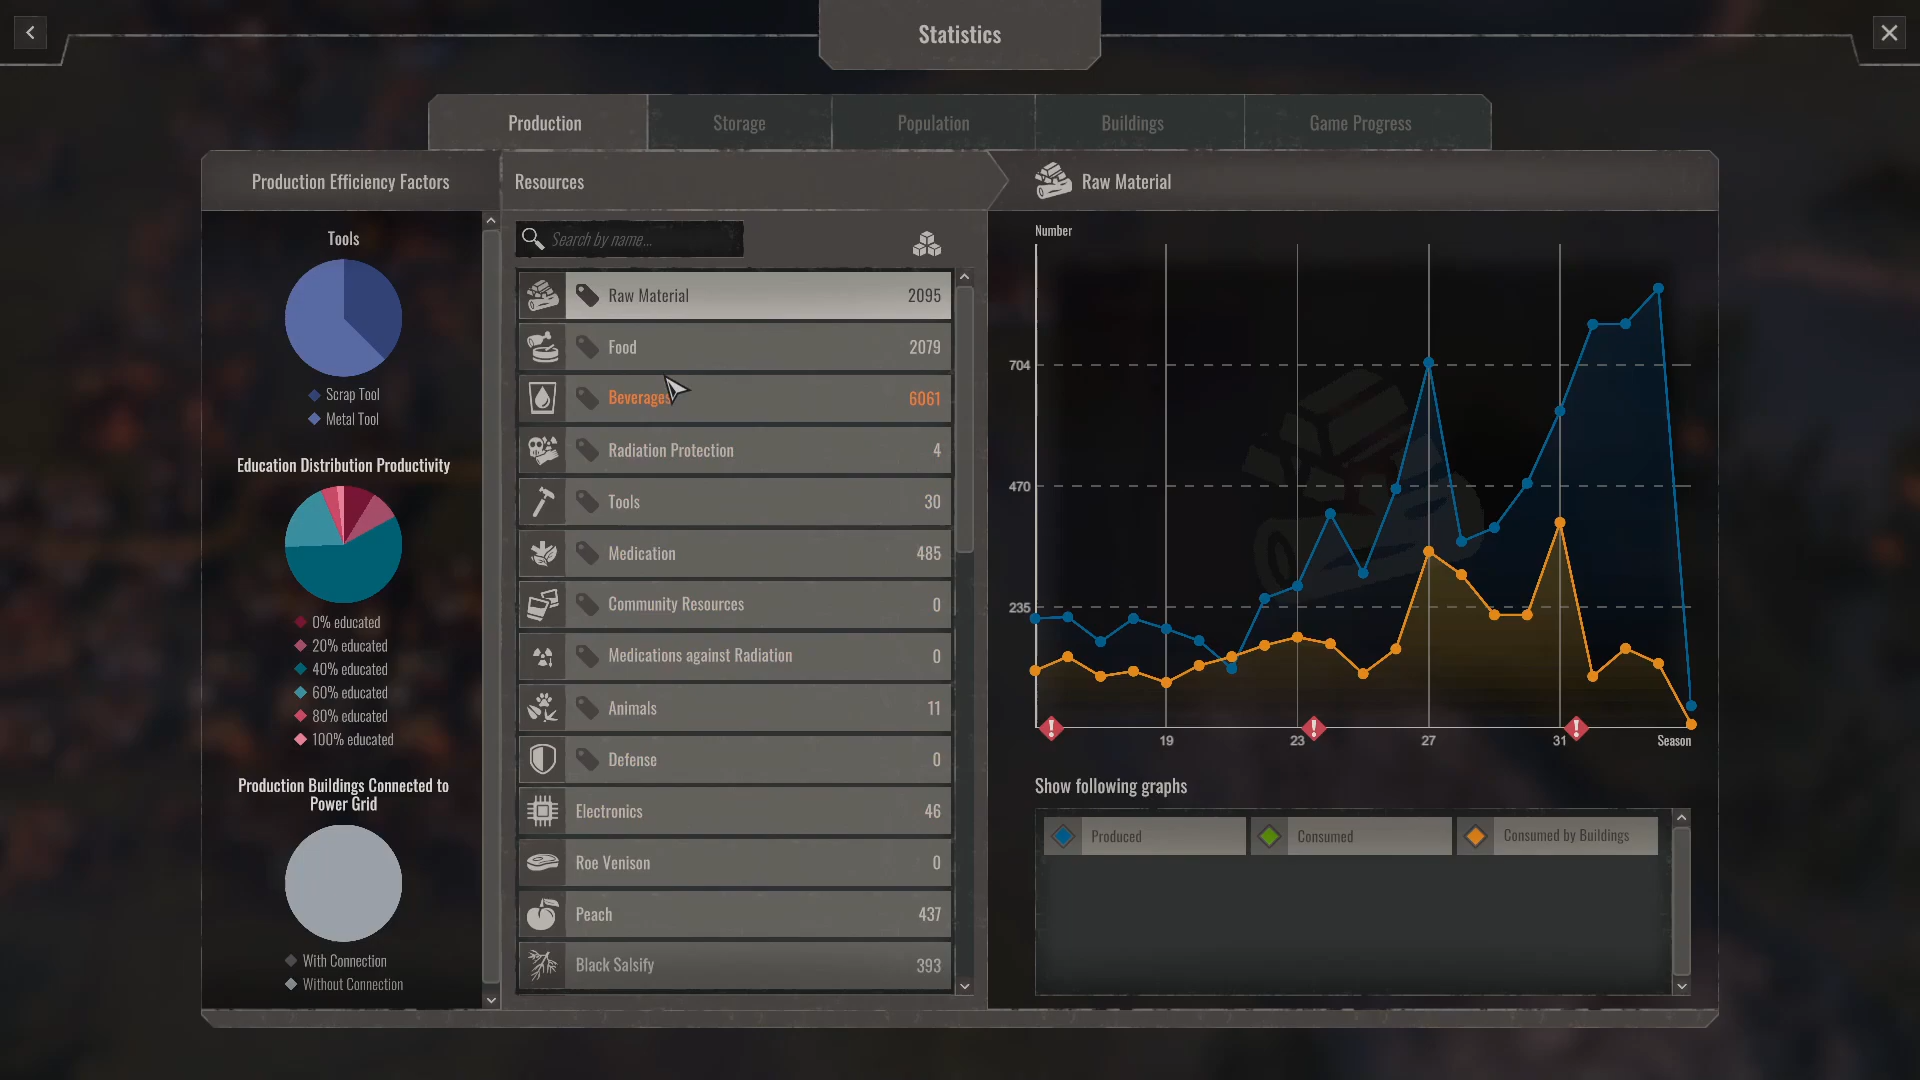 Statistics
Production
Storage
Population
Buildings
Game Progress
Production Efficiency Factors
Resources
Raw Material
Tools
Scrap Tool
Metal Tool
Education Distribution Productivity
0% educated
20% educated
40% educated
60% educated
80% educated
100% educated
Production Buildings Connected to
Power Grid
With Connection
Without Connection
Search by name...
Raw Material 2095
Food 2079
Beverages 6061
Radiation Protection 4
Tools 30
Medication 485
Community Resources 0
Medications against Radiation 0
Animals 11
Defense 0
Electronics 46
Roe Venison 0
Peach 437
Black Salsify 393
Number
704
470
235
19 23 27 31 Season
Show following graphs
Produced
Consumed
Consumed by Buildings